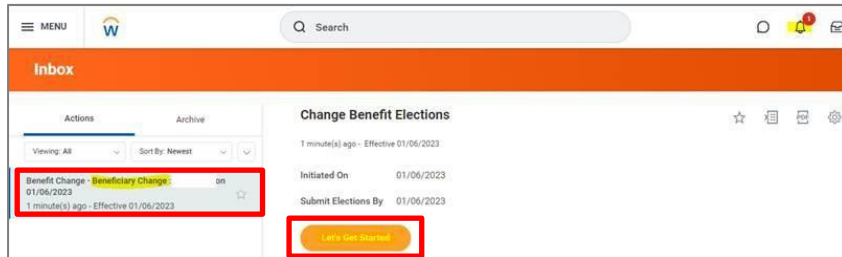 MENU
W
Search
1
Inbox
Actions Archive
Viewing: All Sort By: Newest
Benefit Change - Beneficiary Change : on
01/06/2023
1 minute(s) ago - Effective 01/06/2023
Change Benefit Elections
PDF
1 minute(s) ago - Effective 01/06/2023
Initiated On 01/06/2023
Submit Elections By 01/06/2023
Let's Get Started